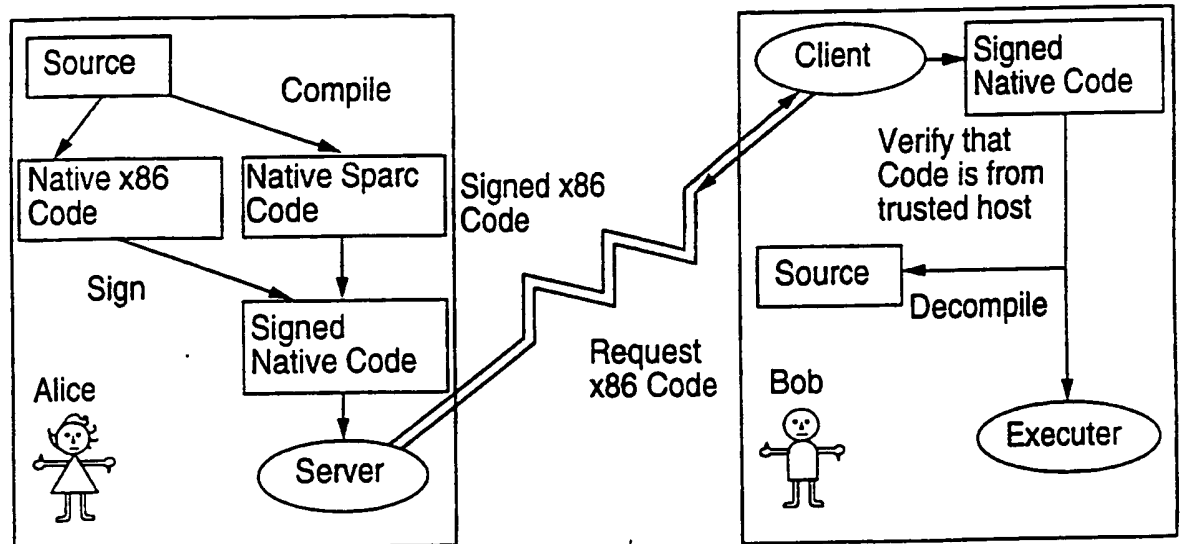 Source
Compile
Native x86
Code
Native Sparc
Code
Sign
Signed
Native Code
Alice
Server
Signed x86
Code
Request
x86 Code
Client
Signed
Native Code
Verify that
Code is from
trusted host
Source
Decompile
Bob
Executer